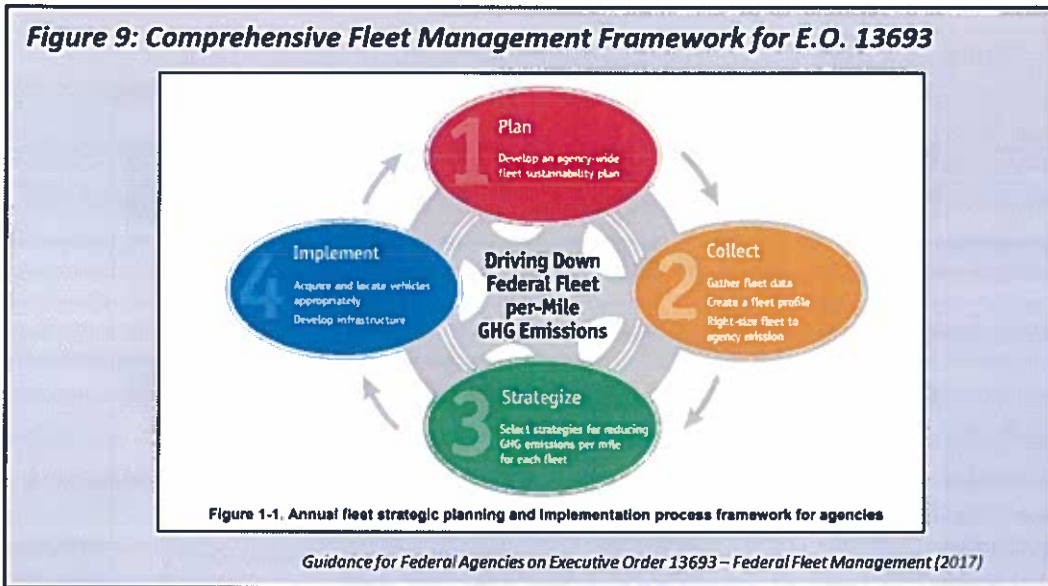 Figure 9: Comprehensive Fleet Management Framework for E.O. 13693
1
Plan
Develop an agency-wide
fleet sustainability plan
2
Collect
Gather fleet data
Create a fleet profile
Right-size fleet to
agency mission
3
Strategize
Select strategies for reducing
GHG emissions per mile
for each fleet
4
Implement
Acquire and locate vehicles
appropriately
Develop infrastructure
Driving Down
Federal Fleet
per-Mile
GHG Emissions
Figure 1-1. Annual fleet strategic planning and implementation process framework for agencies
Guidance for Federal Agencies on Executive Order 13693 – Federal Fleet Management (2017)